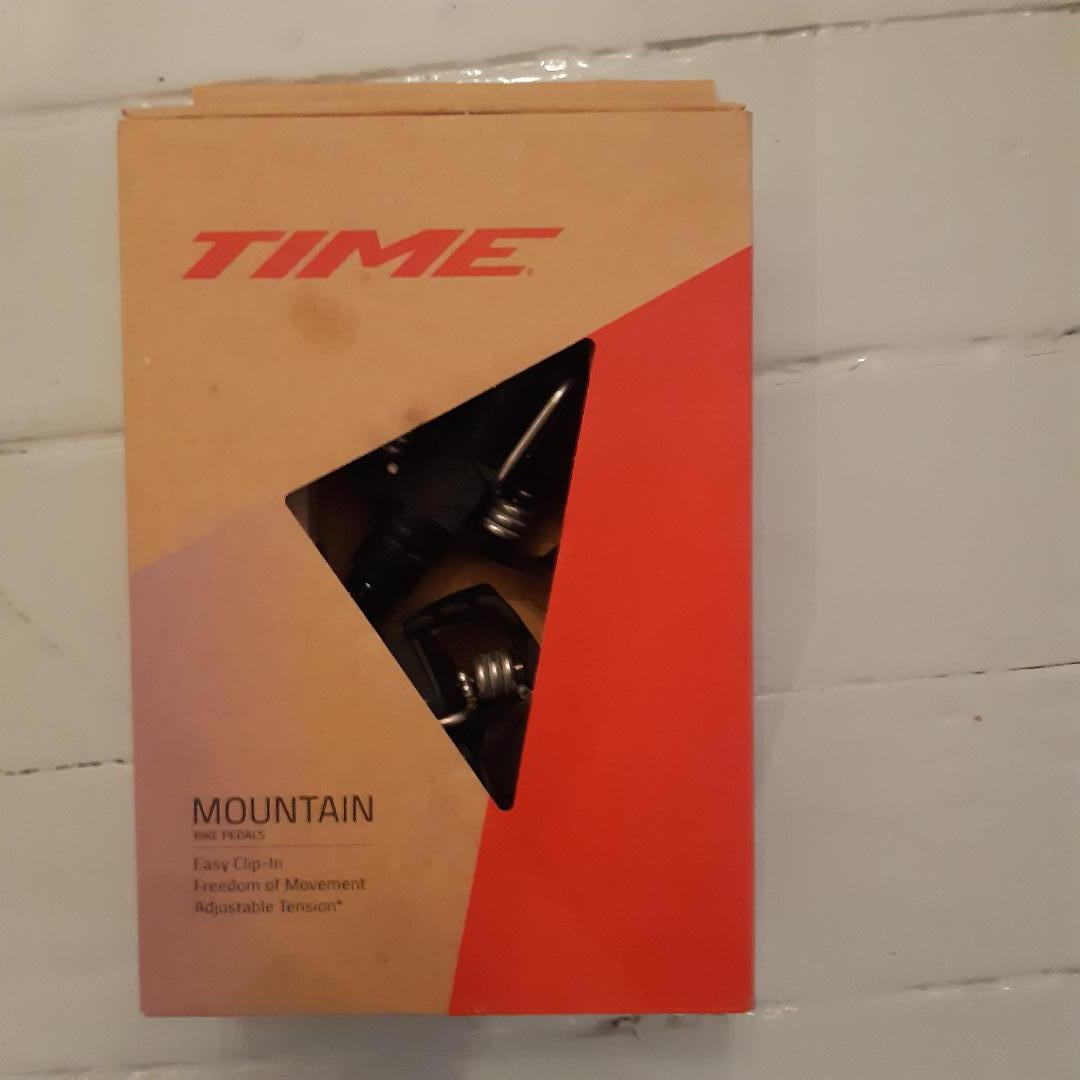 TIME
MOUNTAIN
BIKE PEDALS
Easy Clip-In
Freedom of Movement
Adjustable Tension*